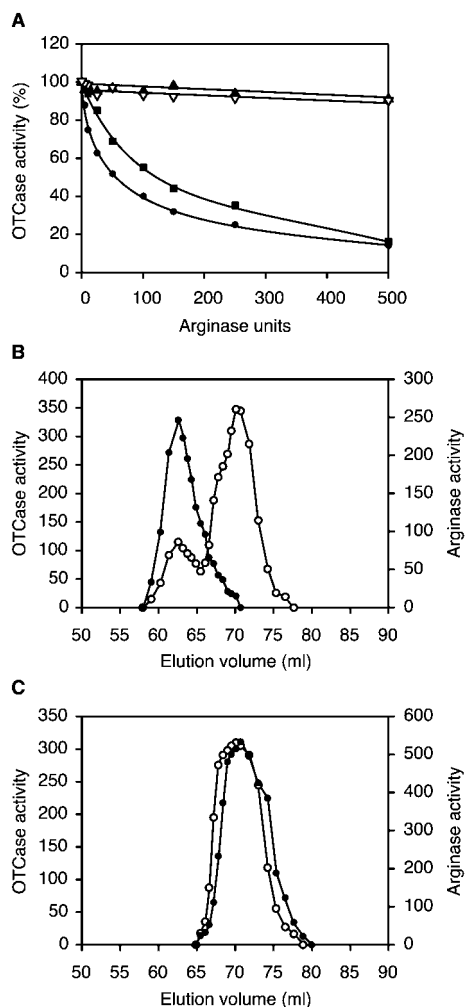 A
120
100
80
60
40
20
0
OTCase activity (%)
0 100 200 300 400 500
Arginase units
B
400
350
300
250
200
150
100
50
0
OTCase activity
300
250
200
150
100
50
0
Arginase activity
50 55 60 65 70 75 80 85 90
Elution volume (ml)
C
350
300
250
200
150
100
50
0
OTCase activity
600
500
400
300
200
100
0
Arginase activity
50 55 60 65 70 75 80 85 90
Elution volume (ml)